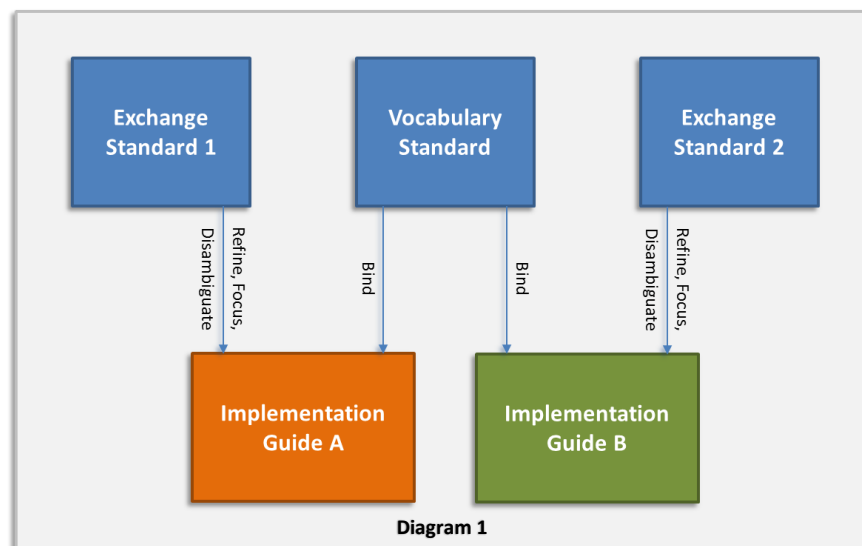 Exchange
Standard 1
Vocabulary
Standard
Exchange
Standard 2
Refine, Focus,
Disambiguate
Bind
Bind
Refine, Focus,
Disambiguate
Implementation
Guide A
Implementation
Guide B
Diagram 1